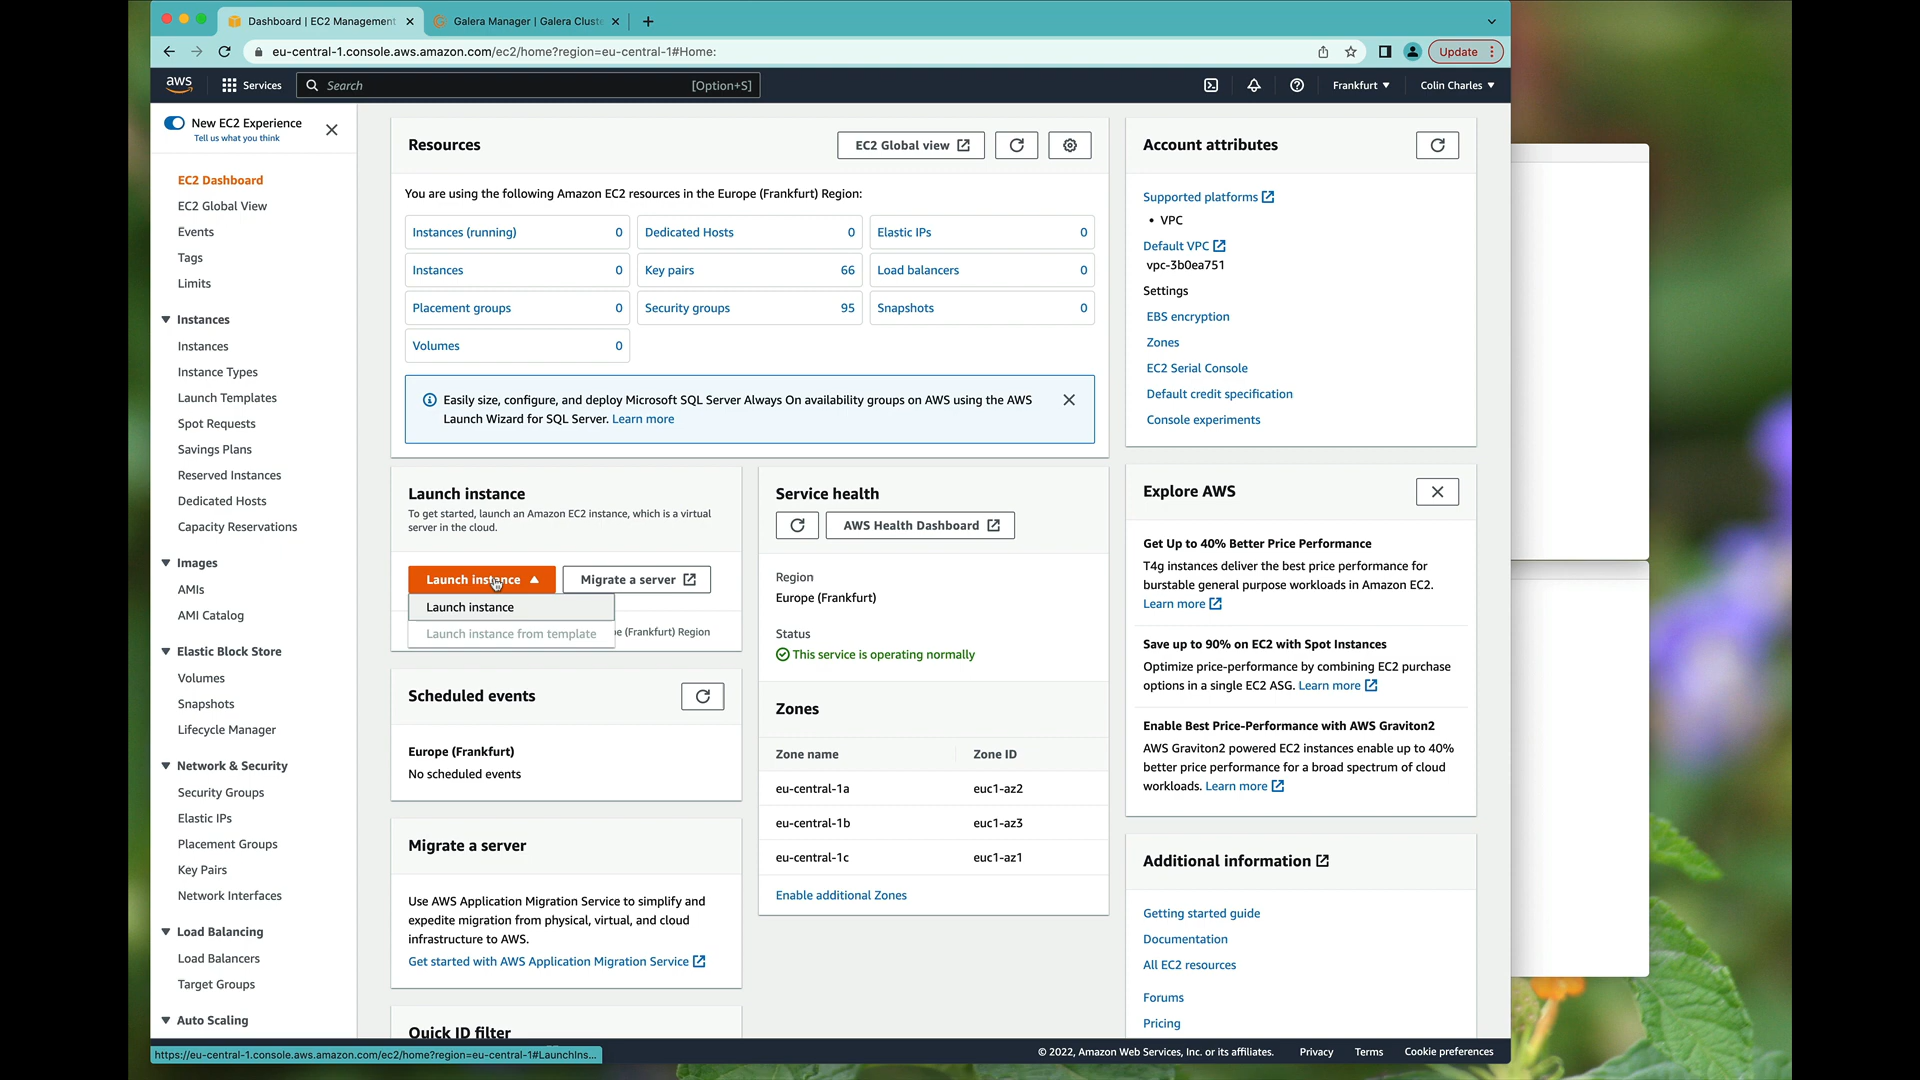 Dashboard | EC2 Management
Galera Manager | Galera Cluste
eu-central-1.console.aws.amazon.com/ec2/home?region=eu-central-1#Home:
Update
aws
Services
Search
[Option+S]
Frankfurt
Colin Charles
New EC2 Experience
Tell us what you think
EC2 Dashboard
EC2 Global View
Events
Tags
Limits
Instances
Instances
Instance Types
Launch Templates
Spot Requests
Savings Plans
Reserved Instances
Dedicated Hosts
Capacity Reservations
Images
AMIs
AMI Catalog
Elastic Block Store
Volumes
Snapshots
Lifecycle Manager
Network & Security
Security Groups
Elastic IPs
Placement Groups
Key Pairs
Network Interfaces
Load Balancing
Load Balancers
Target Groups
Auto Scaling
https://eu-central-1.console.aws.amazon.com/ec2/home?region=eu-central-1#LaunchIns...
Resources
EC2 Global view
You are using the following Amazon EC2 resources in the Europe (Frankfurt) Region:
Instances (running) 0
Dedicated Hosts 0
Elastic IPs 0
Instances 0
Key pairs 66
Load balancers 0
Placement groups 0
Security groups 95
Snapshots 0
Volumes 0
Easily size, configure, and deploy Microsoft SQL Server Always On availability groups on AWS using the AWS
Launch Wizard for SQL Server. Learn more
Launch instance
To get started, launch an Amazon EC2 instance, which is a virtual
server in the cloud.
Launch instance
Migrate a server
Launch instance
Launch instance from template
e (Frankfurt) Region
Scheduled events
Europe (Frankfurt)
No scheduled events
Migrate a server
Use AWS Application Migration Service to simplify and
expedite migration from physical, virtual, and cloud
infrastructure to AWS.
Get started with AWS Application Migration Service
Quick ID filter
Service health
AWS Health Dashboard
Region
Europe (Frankfurt)
Status
This service is operating normally
Zones
Zone name Zone ID
eu-central-1a euc1-az2
eu-central-1b euc1-az3
eu-central-1c euc1-az1
Enable additional Zones
Account attributes
Supported platforms
• VPC
Default VPC
vpc-3b0ea751
Settings
EBS encryption
Zones
EC2 Serial Console
Default credit specification
Console experiments
Explore AWS
Get Up to 40% Better Price Performance
T4g instances deliver the best price performance for
burstable general purpose workloads in Amazon EC2.
Learn more
Save up to 90% on EC2 with Spot Instances
Optimize price-performance by combining EC2 purchase
options in a single EC2 ASG. Learn more
Enable Best Price-Performance with AWS Graviton2
AWS Graviton2 powered EC2 instances enable up to 40%
better price performance for a broad spectrum of cloud
workloads. Learn more
Additional information
Getting started guide
Documentation
All EC2 resources
Forums
Pricing
© 2022, Amazon Web Services, Inc. or its affiliates.
Privacy
Terms
Cookie preferences